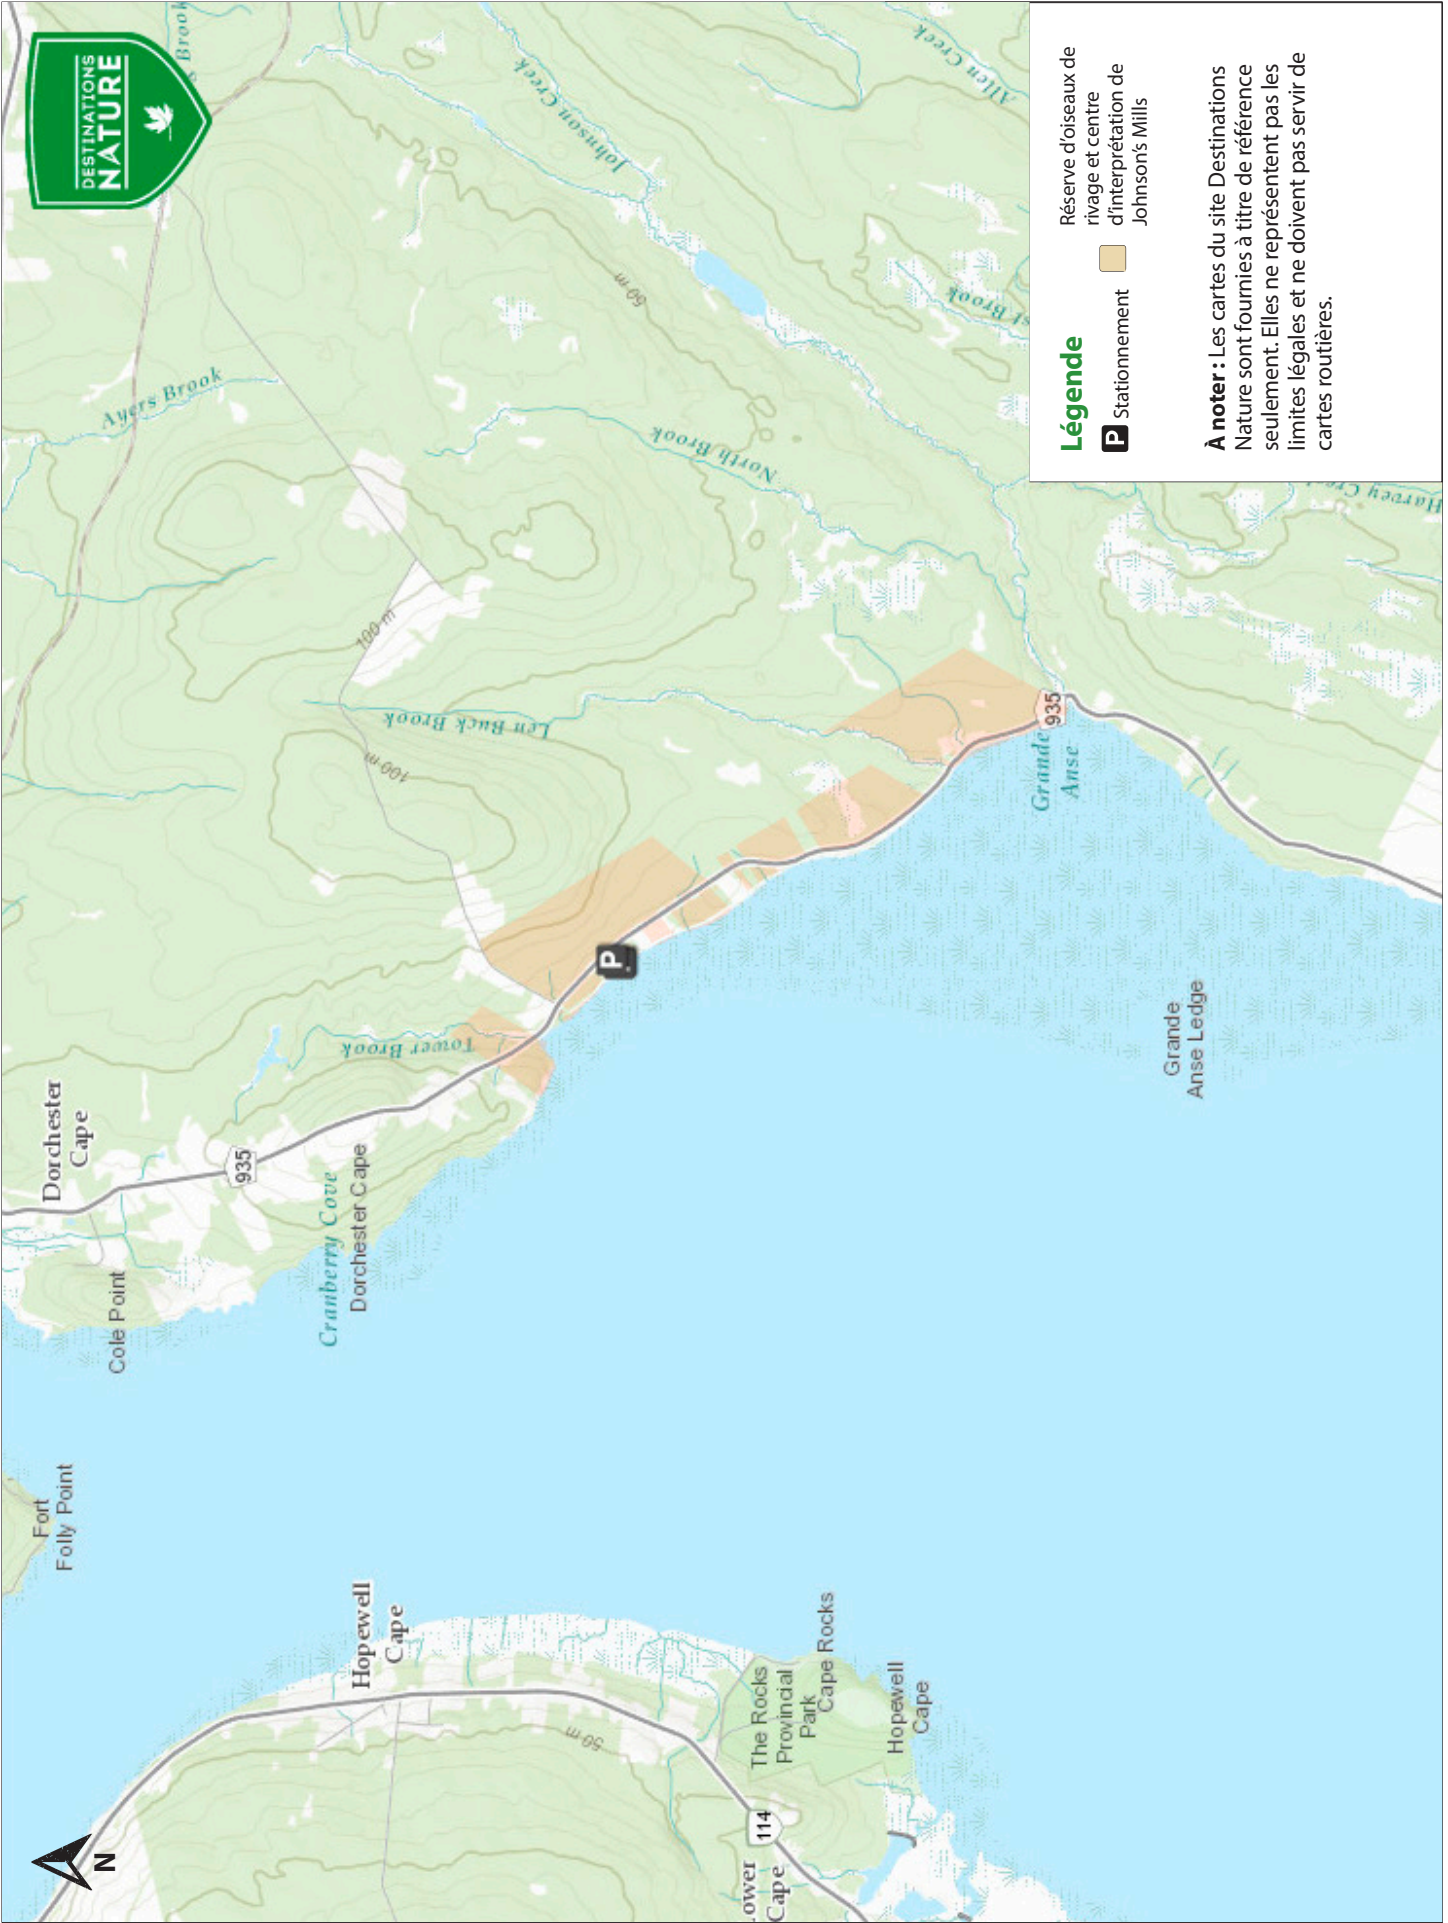 N
Lower
Cape
114
Hopewell
Cape
50 m
The Rocks
Provincial
Park
Cape Rocks
Hopewell
Cape
Fort
Folly Point
Cole Point
Dorchester
Cape
935
Cranberry Cove
Dorchester Cape
Tower Brook
P
Grande
Anse Ledge
100 m
Len Buck Brook
100 m
Grande
Anse
935
Ayers Brook
North Brook
50 m
Johnson Creek
Allen Creek
Brook
Harvey
DESTINATIONS
NATURE
Légende
P Stationnement
Réserve d'oiseaux de
rivage et centre
d'interprétation de
Johnson's Mills
À noter : Les cartes du site Destinations
Nature sont fournies à titre de référence
seulement. Elles ne représentent pas les
limites légales et ne doivent pas servir de
cartes routières.